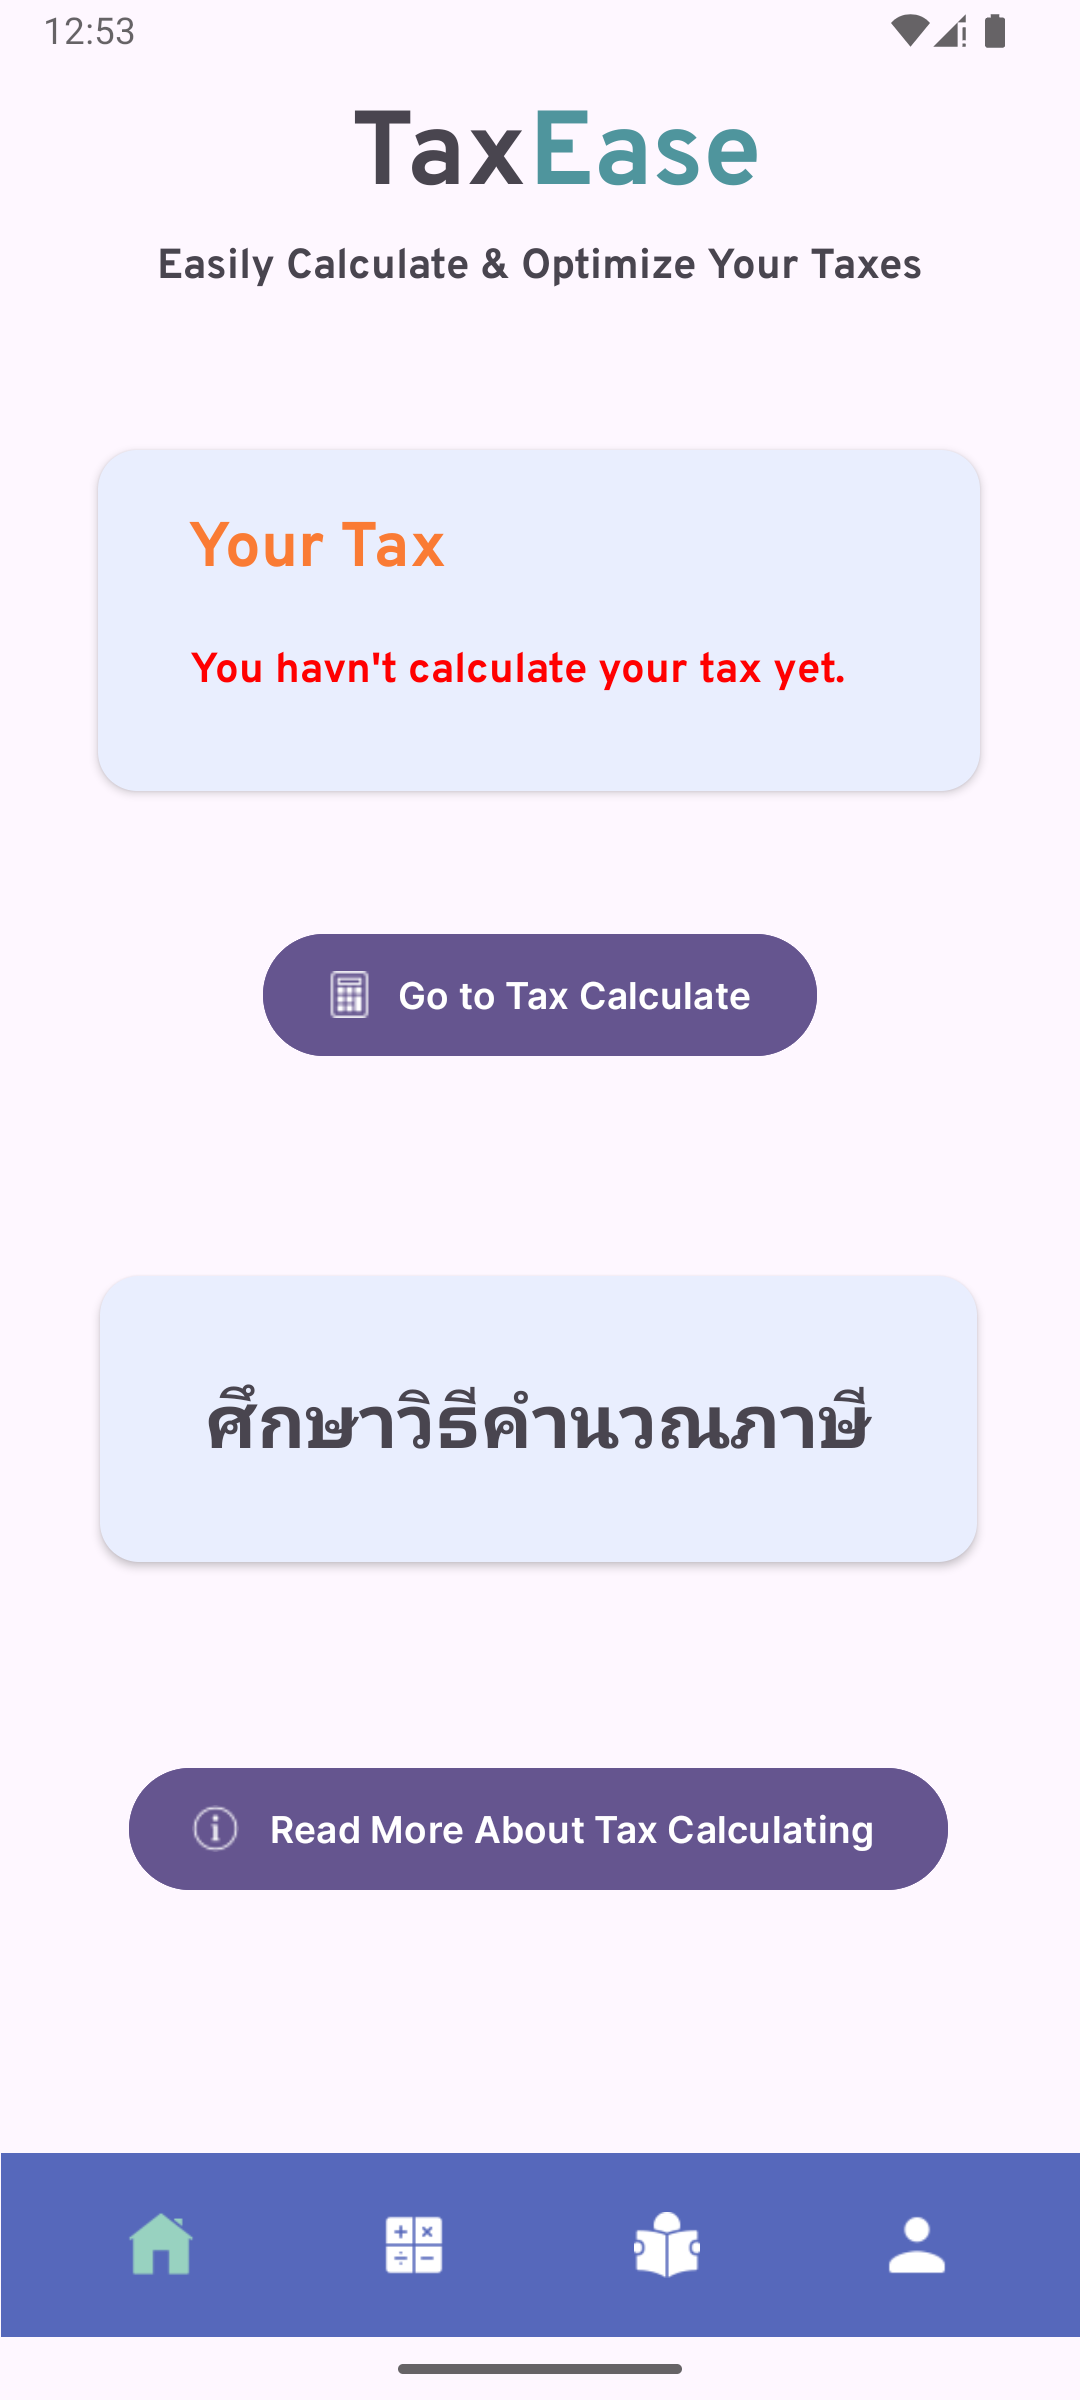 12:53
TaxEase
Easily Calculate & Optimize Your Taxes
Your Tax
You havn't calculate your tax yet.
Go to Tax Calculate
ศึกษาวิธีคำนวณภาษี
Read More About Tax Calculating